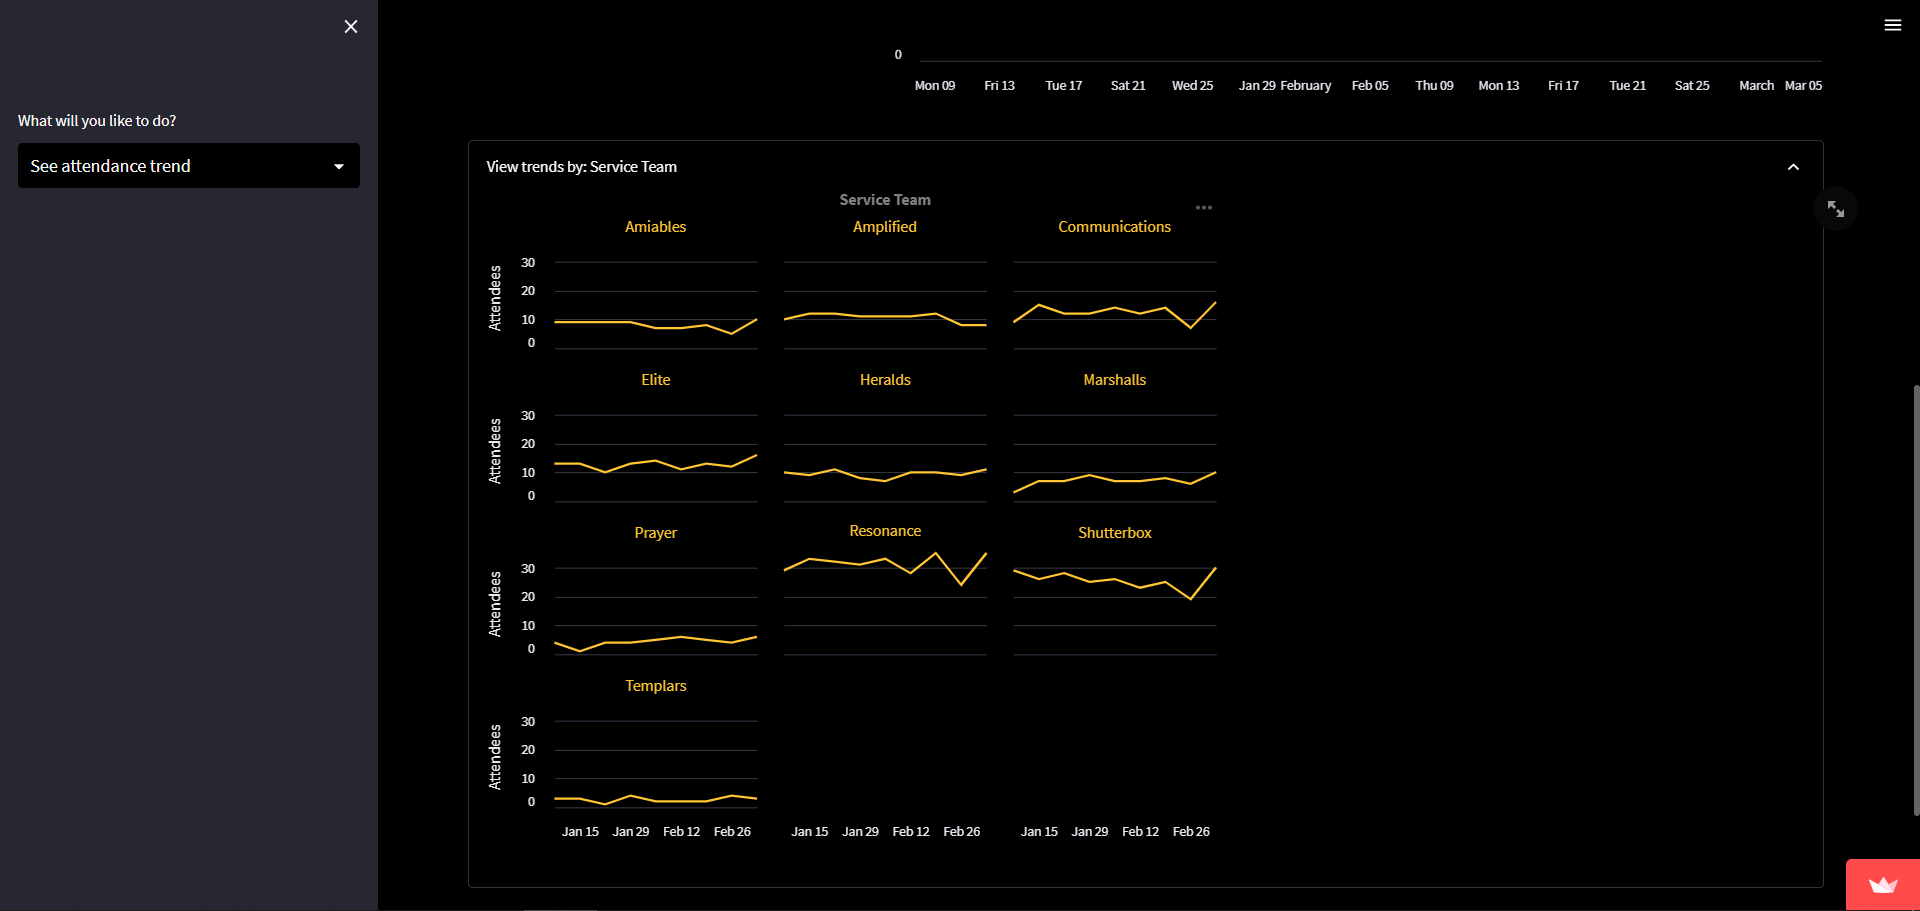 What will you like to do?
See attendance trend
0
Mon 09 Fri 13 Tue 17 Sat 21 Wed 25 Jan 29 February Feb 05 Thu 09 Mon 13 Fri 17 Tue 21 Sat 25 March Mar 05
View trends by: Service Team
Service Team
Amiables Amplified Communications
Attendees
30
20
10
0
Elite Heralds Marshalls
Attendees
30
20
10
0
Prayer Resonance Shutterbox
Attendees
30
20
10
0
Templars
Attendees
30
20
10
0
Jan 15 Jan 29 Feb 12 Feb 26 Jan 15 Jan 29 Feb 12 Feb 26 Jan 15 Jan 29 Feb 12 Feb 26